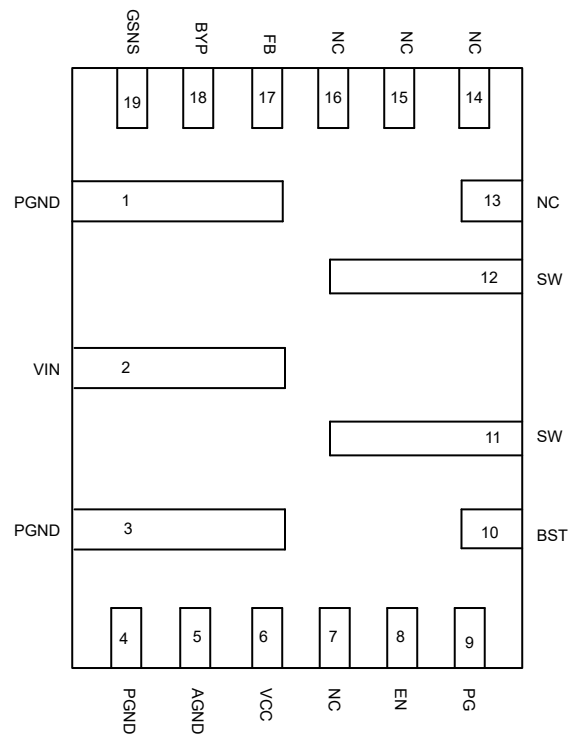 GSNS BYP FB NC NC NC
19 18 17 16 15 14
PGND 1 13 NC
12 SW
VIN 2
11 SW
PGND 3 10 BST
4 5 6 7 8 9
PGND AGND VCC NC EN PG